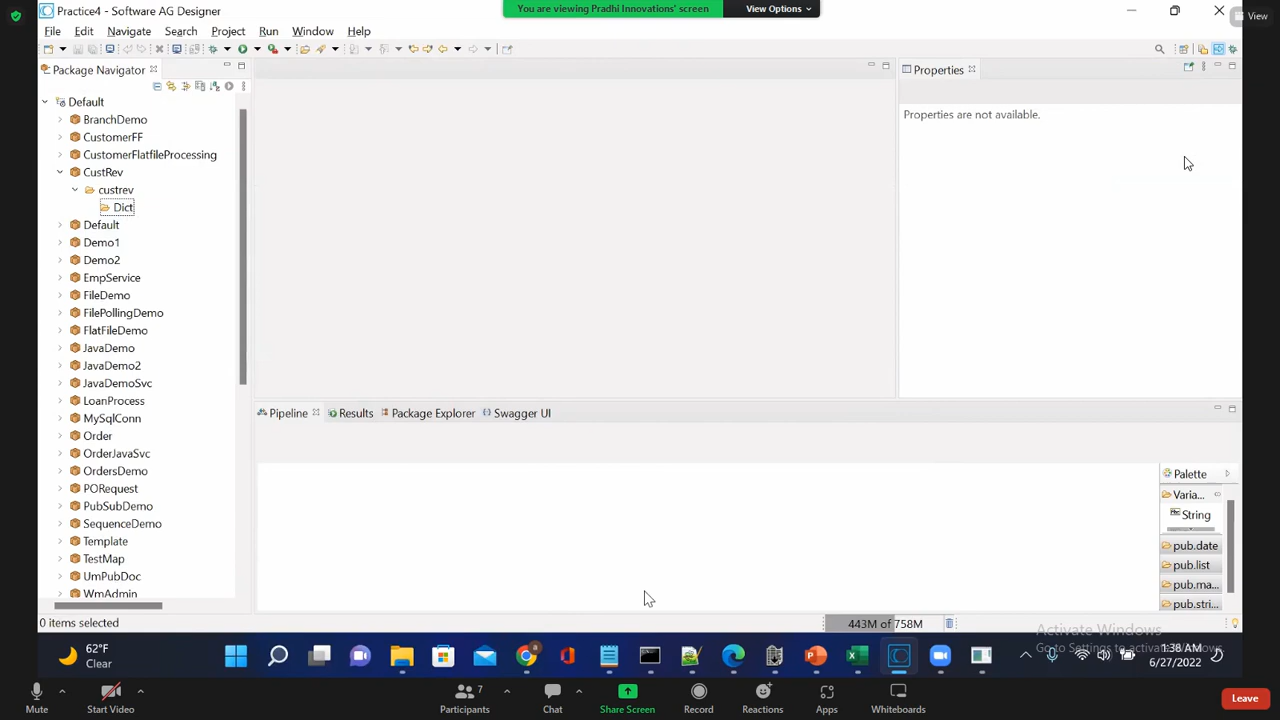 Practice4 - Software AG Designer
You are viewing Pradhi Innovations' screen
View Options
View
File Edit Navigate Search Project Run Window Help
Package Navigator
Properties
Properties are not available.
Default
BranchDemo
CustomerFF
CustomerFlatfileProcessing
CustRev
custrev
Dict
Default
Demo1
Demo2
EmpService
FileDemo
FilePollingDemo
FlatFileDemo
JavaDemo
JavaDemo2
JavaDemoSvc
LoanProcess
MySqlConn
Order
OrderJavaSvc
OrdersDemo
PORequest
PubSubDemo
SequenceDemo
Template
TestMap
UmPubDoc
WmAdmin
Pipeline Results Package Explorer Swagger UI
Palette
Varia...
String
pub.date
pub.list
pub.ma...
pub.stri...
0 items selected
443M of 758M
Activate Windows
Go to Settings to activate Windows.
62°F
Clear
1:38 AM
6/27/2022
7
Mute Start Video Participants Chat Share Screen Record Reactions Apps Whiteboards Leave